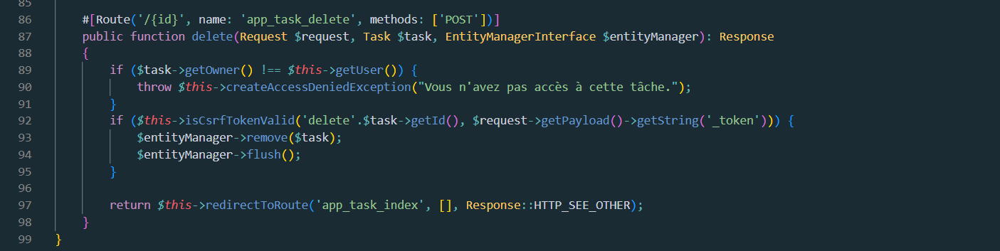 85
86 #[Route('/{id}', name: 'app_task_delete', methods: ['POST'])]
87 public function delete(Request $request, Task $task, EntityManagerInterface $entityManager): Response
88 {
89 if ($task->getOwner() !== $this->getUser()) {
90 throw $this->createAccessDeniedException("Vous n'avez pas accès à cette tâche.");
91 }
92 if ($this->isCsrfTokenValid('delete'.$task->getId(), $request->getPayload()->getString('_token'))) {
93 $entityManager->remove($task);
94 $entityManager->flush();
95 }
96
97 return $this->redirectToRoute('app_task_index', [], Response::HTTP_SEE_OTHER);
98 }
99 }